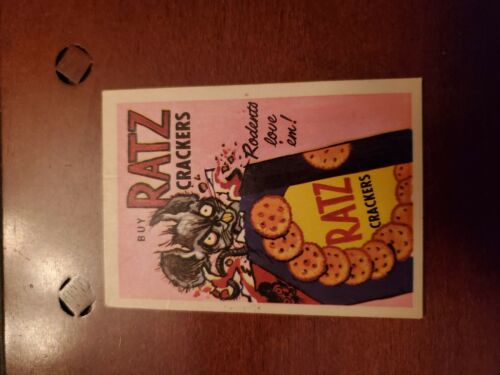 BUY
RATZ
CRACKERS
Rodents
love
'em!
RATZ
CRACKERS